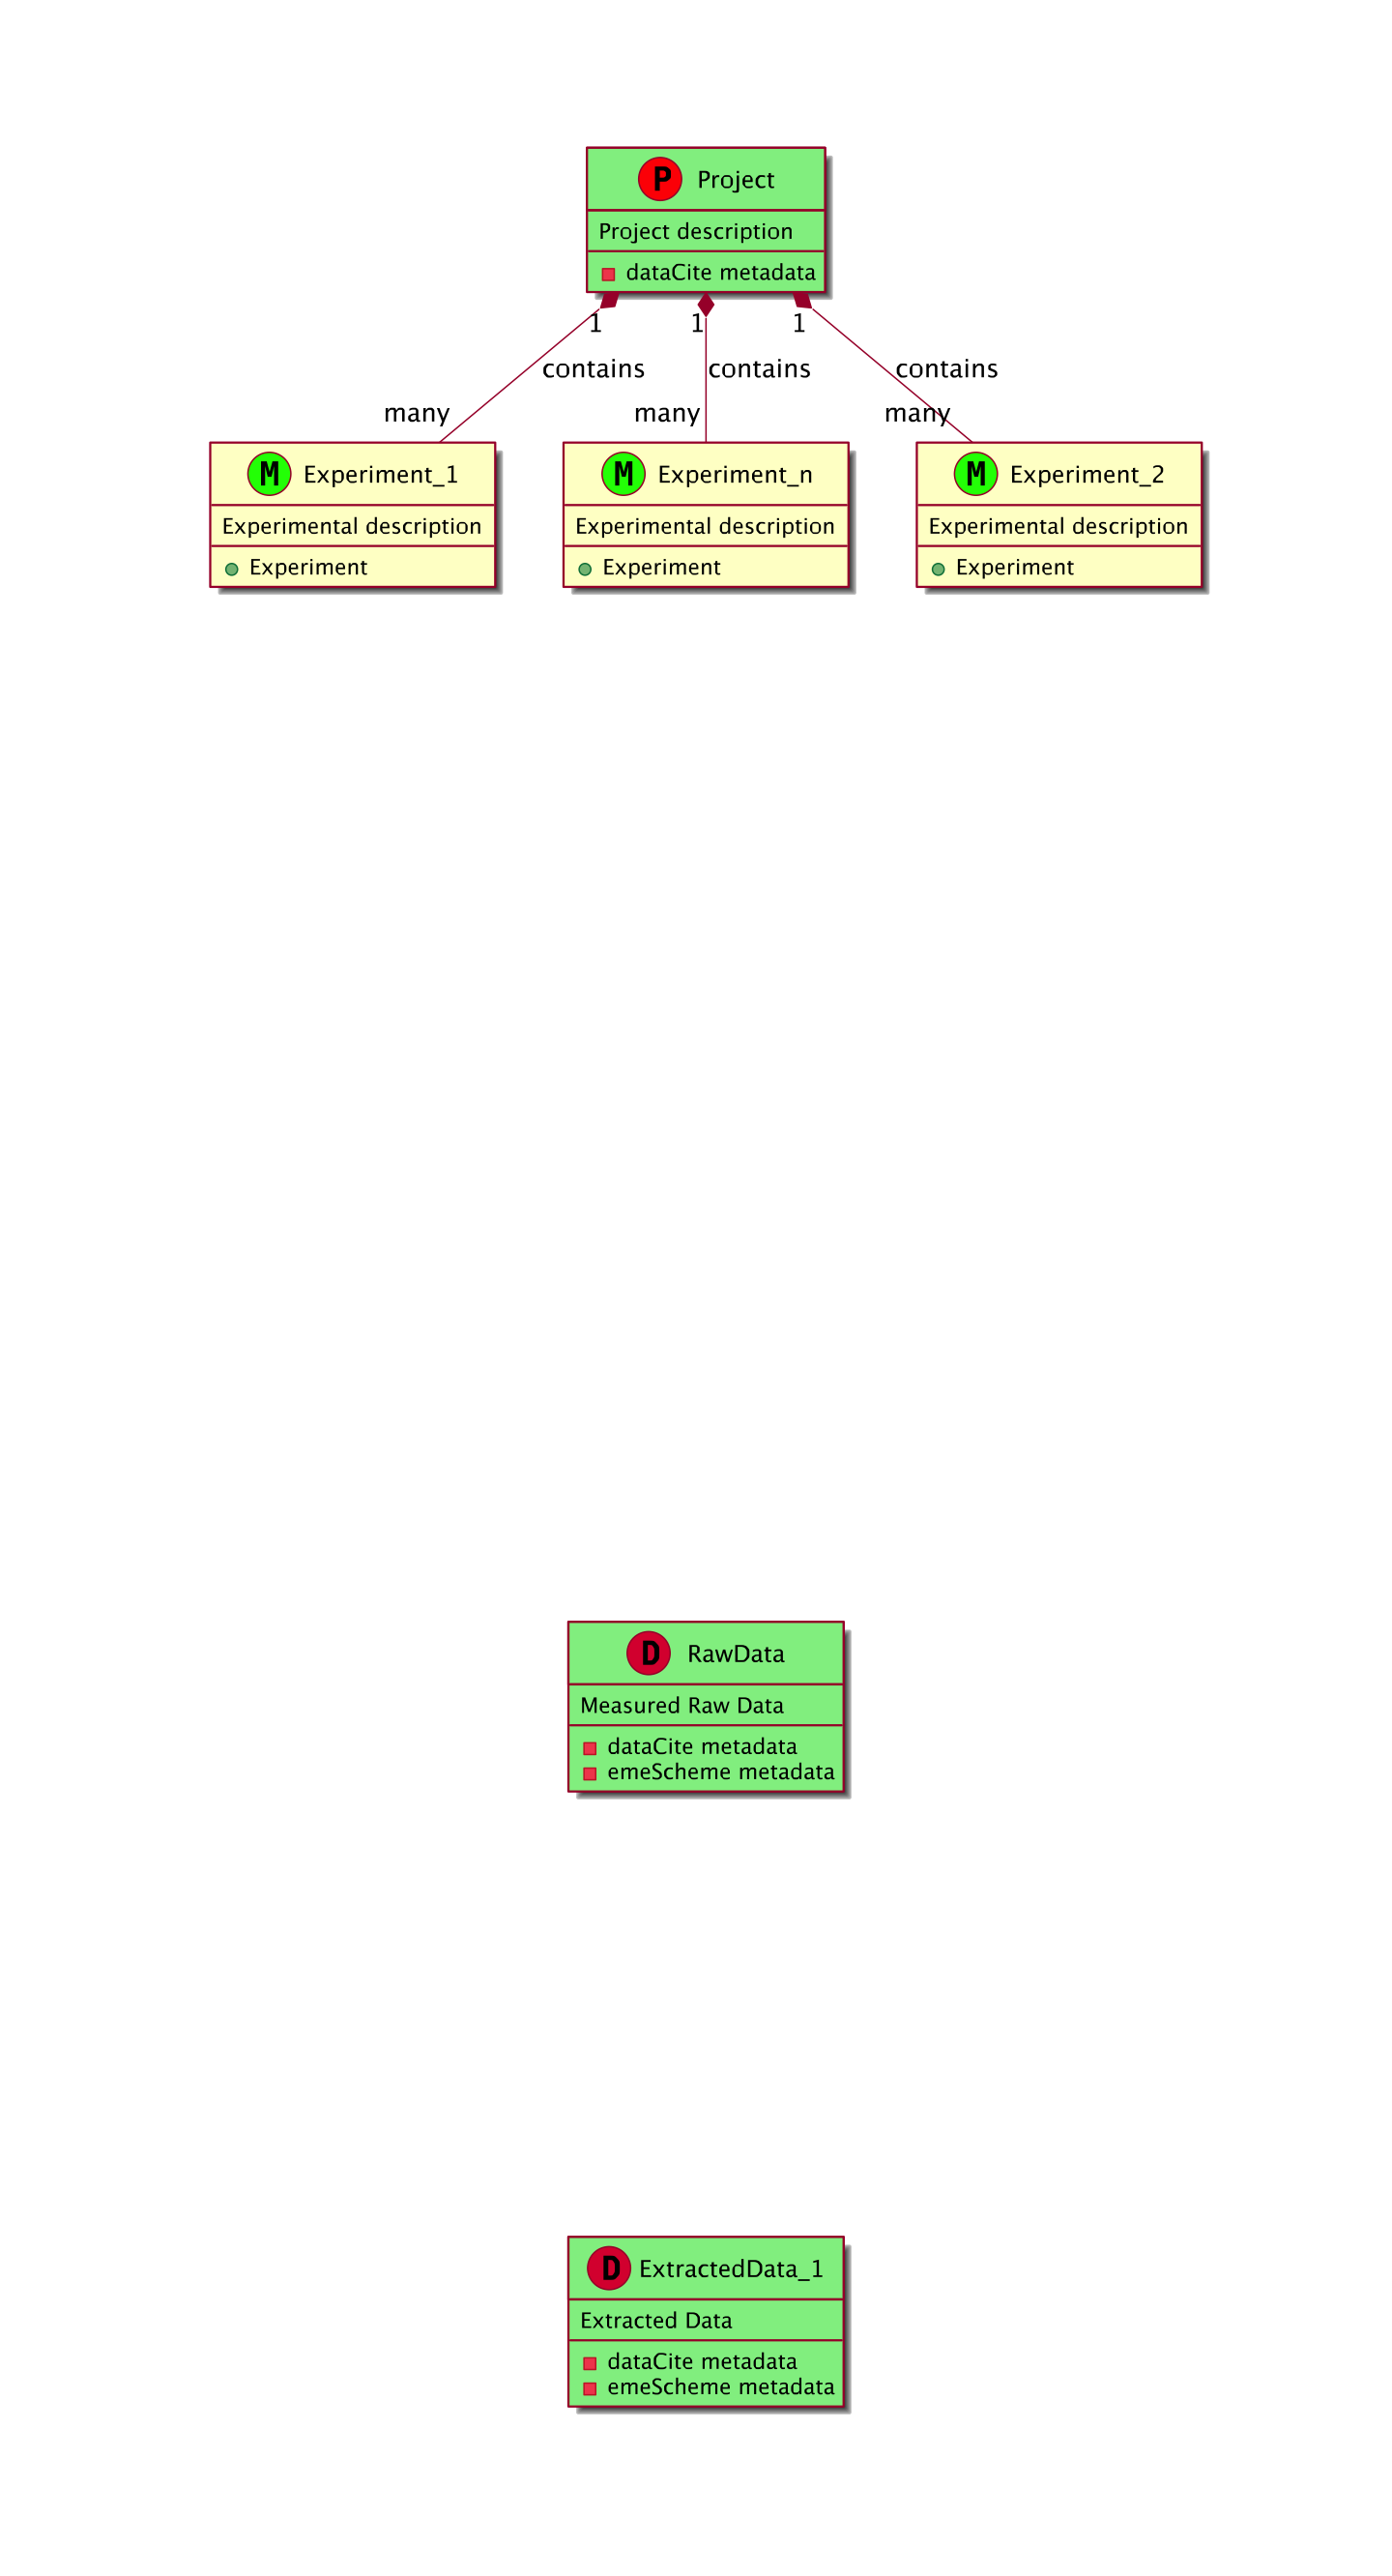 P Project
Project description
dataCite metadata
1 1 1
contains contains contains
many many many
M Experiment_1 M Experiment_n M Experiment_2
Experimental description Experimental description Experimental description
Experiment Experiment Experiment
D RawData
Measured Raw Data
dataCite metadata
emeScheme metadata
D ExtractedData_1
Extracted Data
dataCite metadata
emeScheme metadata